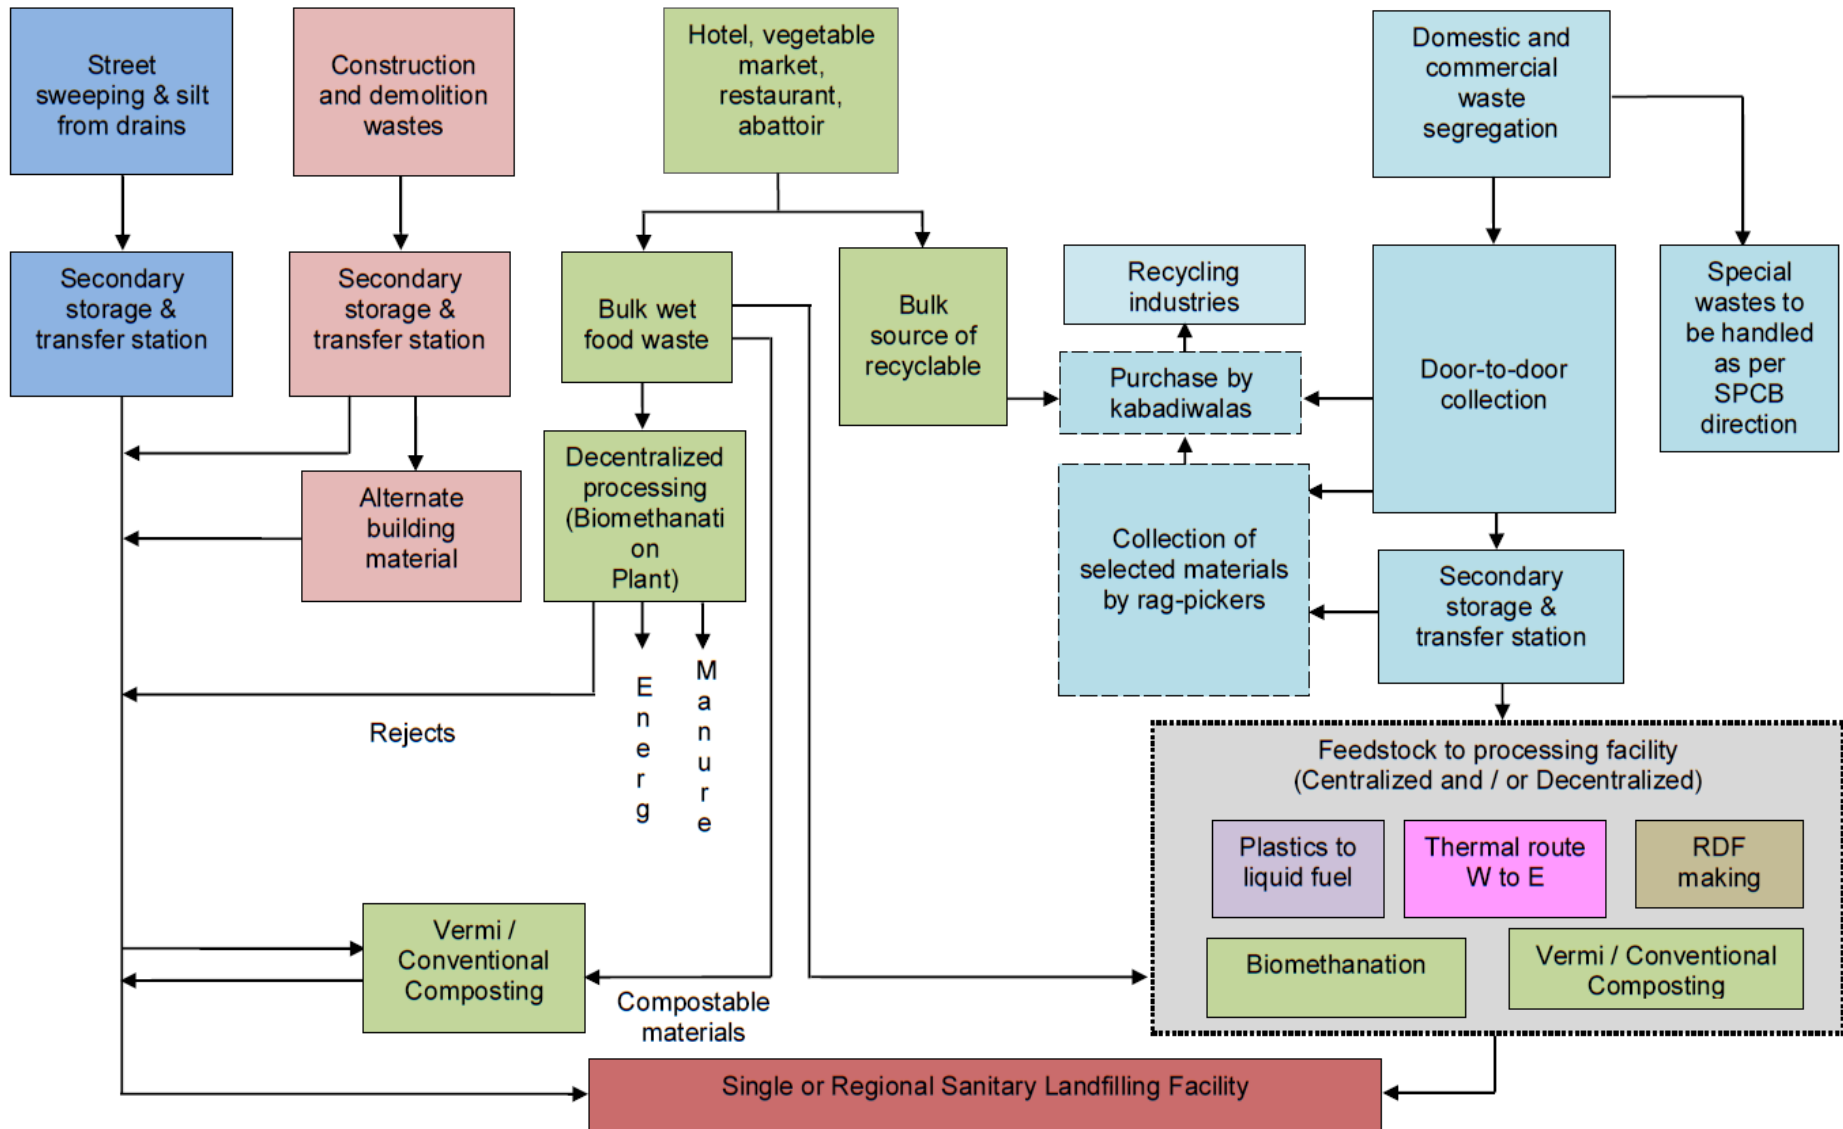 Street
sweeping & silt
from drains
Construction
and demolition
wastes
Hotel, vegetable
market,
restaurant,
abattoir
Domestic and
commercial
waste
segregation
Secondary
storage &
transfer station
Secondary
storage &
transfer station
Bulk wet
food waste
Bulk
source of
recyclable
Recycling
industries
Purchase by
kabadiwalas
Door-to-door
collection
Special
wastes to
be handled
as per
SPCB
direction
Alternate
building
material
Decentralized
processing
(Biomethanati
on
Plant)
Collection of
selected materials
by rag-pickers
Secondary
storage &
transfer station
Rejects
E
n
e
r
g
M
a
n
u
r
e
Feedstock to processing facility
(Centralized and / or Decentralized)
Plastics to
liquid fuel
Thermal route
W to E
RDF
making
Biomethanation
Vermi / Conventional
Composting
Vermi /
Conventional
Composting
Compostable
materials
Single or Regional Sanitary Landfilling Facility